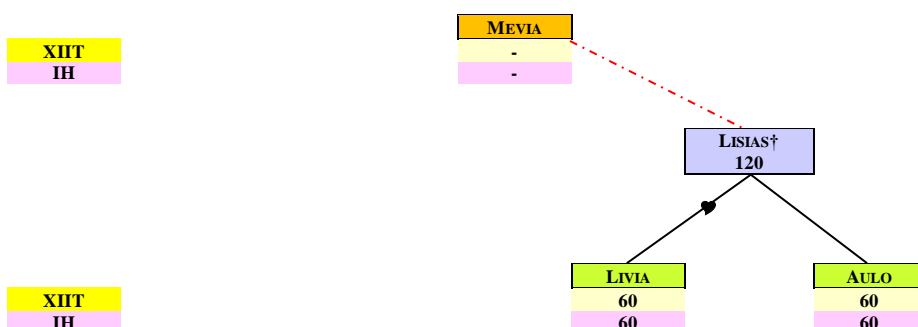 MEVIA
XIIT -
IH -
LISIAS†
120
LIVIA AULO
XIIT 60 60
IH 60 60